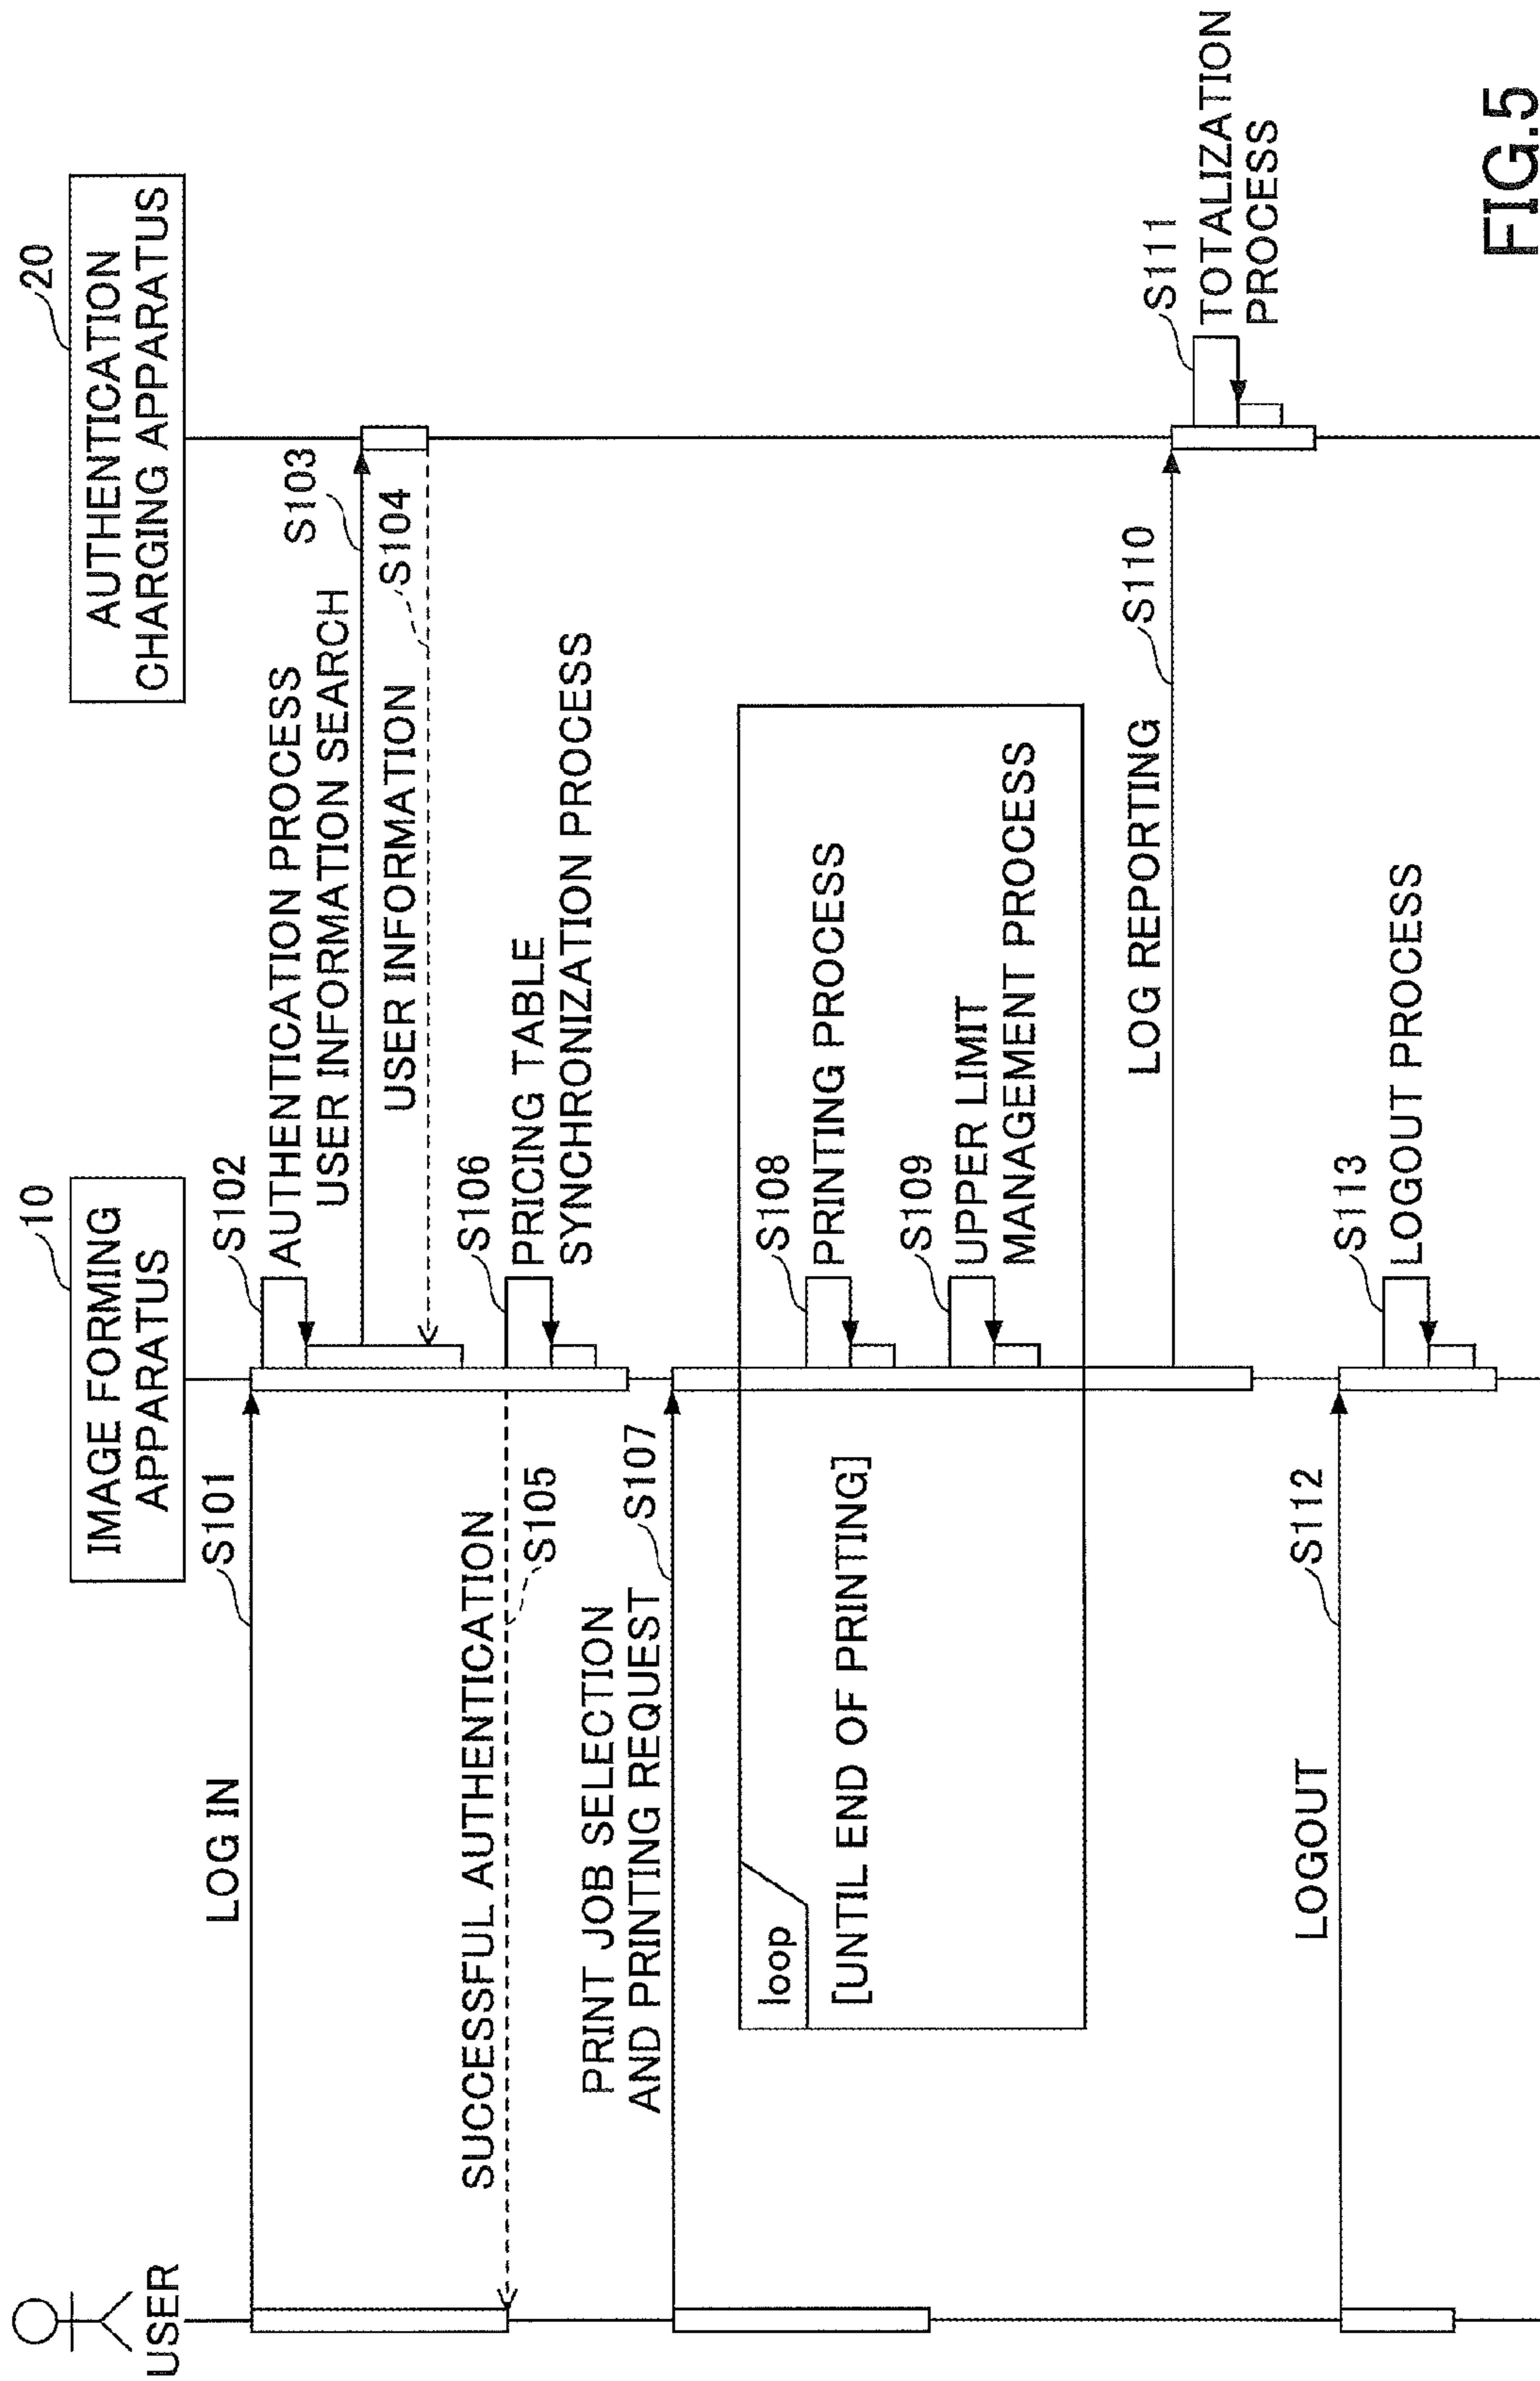 USER
10
IMAGE FORMING
APPARATUS
20
AUTHENTICATION
CHARGING APPARATUS
LOG IN
S101
S102
AUTHENTICATION PROCESS
USER INFORMATION SEARCH
S103
USER INFORMATION
S104
SUCCESSFUL AUTHENTICATION
S105
S106
PRICING TABLE
SYNCHRONIZATION PROCESS
PRINT JOB SELECTION
AND PRINTING REQUEST
S107
loop
[UNTIL END OF PRINTING]
S108
PRINTING PROCESS
S109
UPPER LIMIT
MANAGEMENT PROCESS
LOG REPORTING
S110
S111
TOTALIZATION
PROCESS
LOGOUT
S112
S113
LOGOUT PROCESS
FIG.5